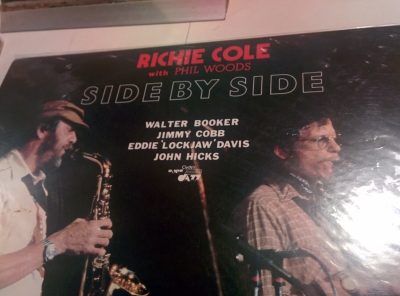 RICHIE COLE
with PHIL WOODS
SIDE BY SIDE
WALTER BOOKER
JIMMY COBB
EDDIE "LOCKJAW" DAVIS
JOHN HICKS